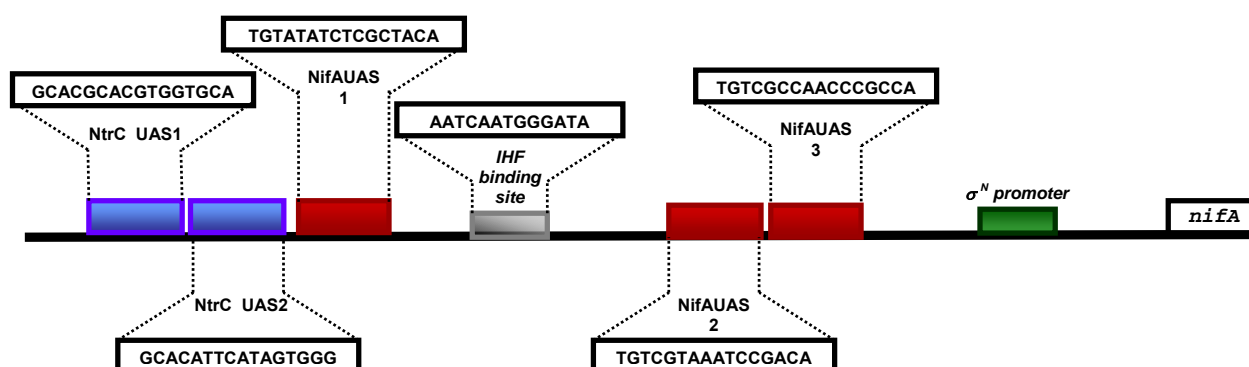 TGTATATCTCGCTACA
GCACGCACGTGGTGCA
NifAUAS
1
TGTCGCCAACCCGCCA
NtrC UAS1
AATCAATGGGATA
NifAUAS
3
IHF
binding
site
σN promoter
nifA
NtrC UAS2
NifAUAS
2
GCACATTCATAGTGGG
TGTCGTAAATCCGACA